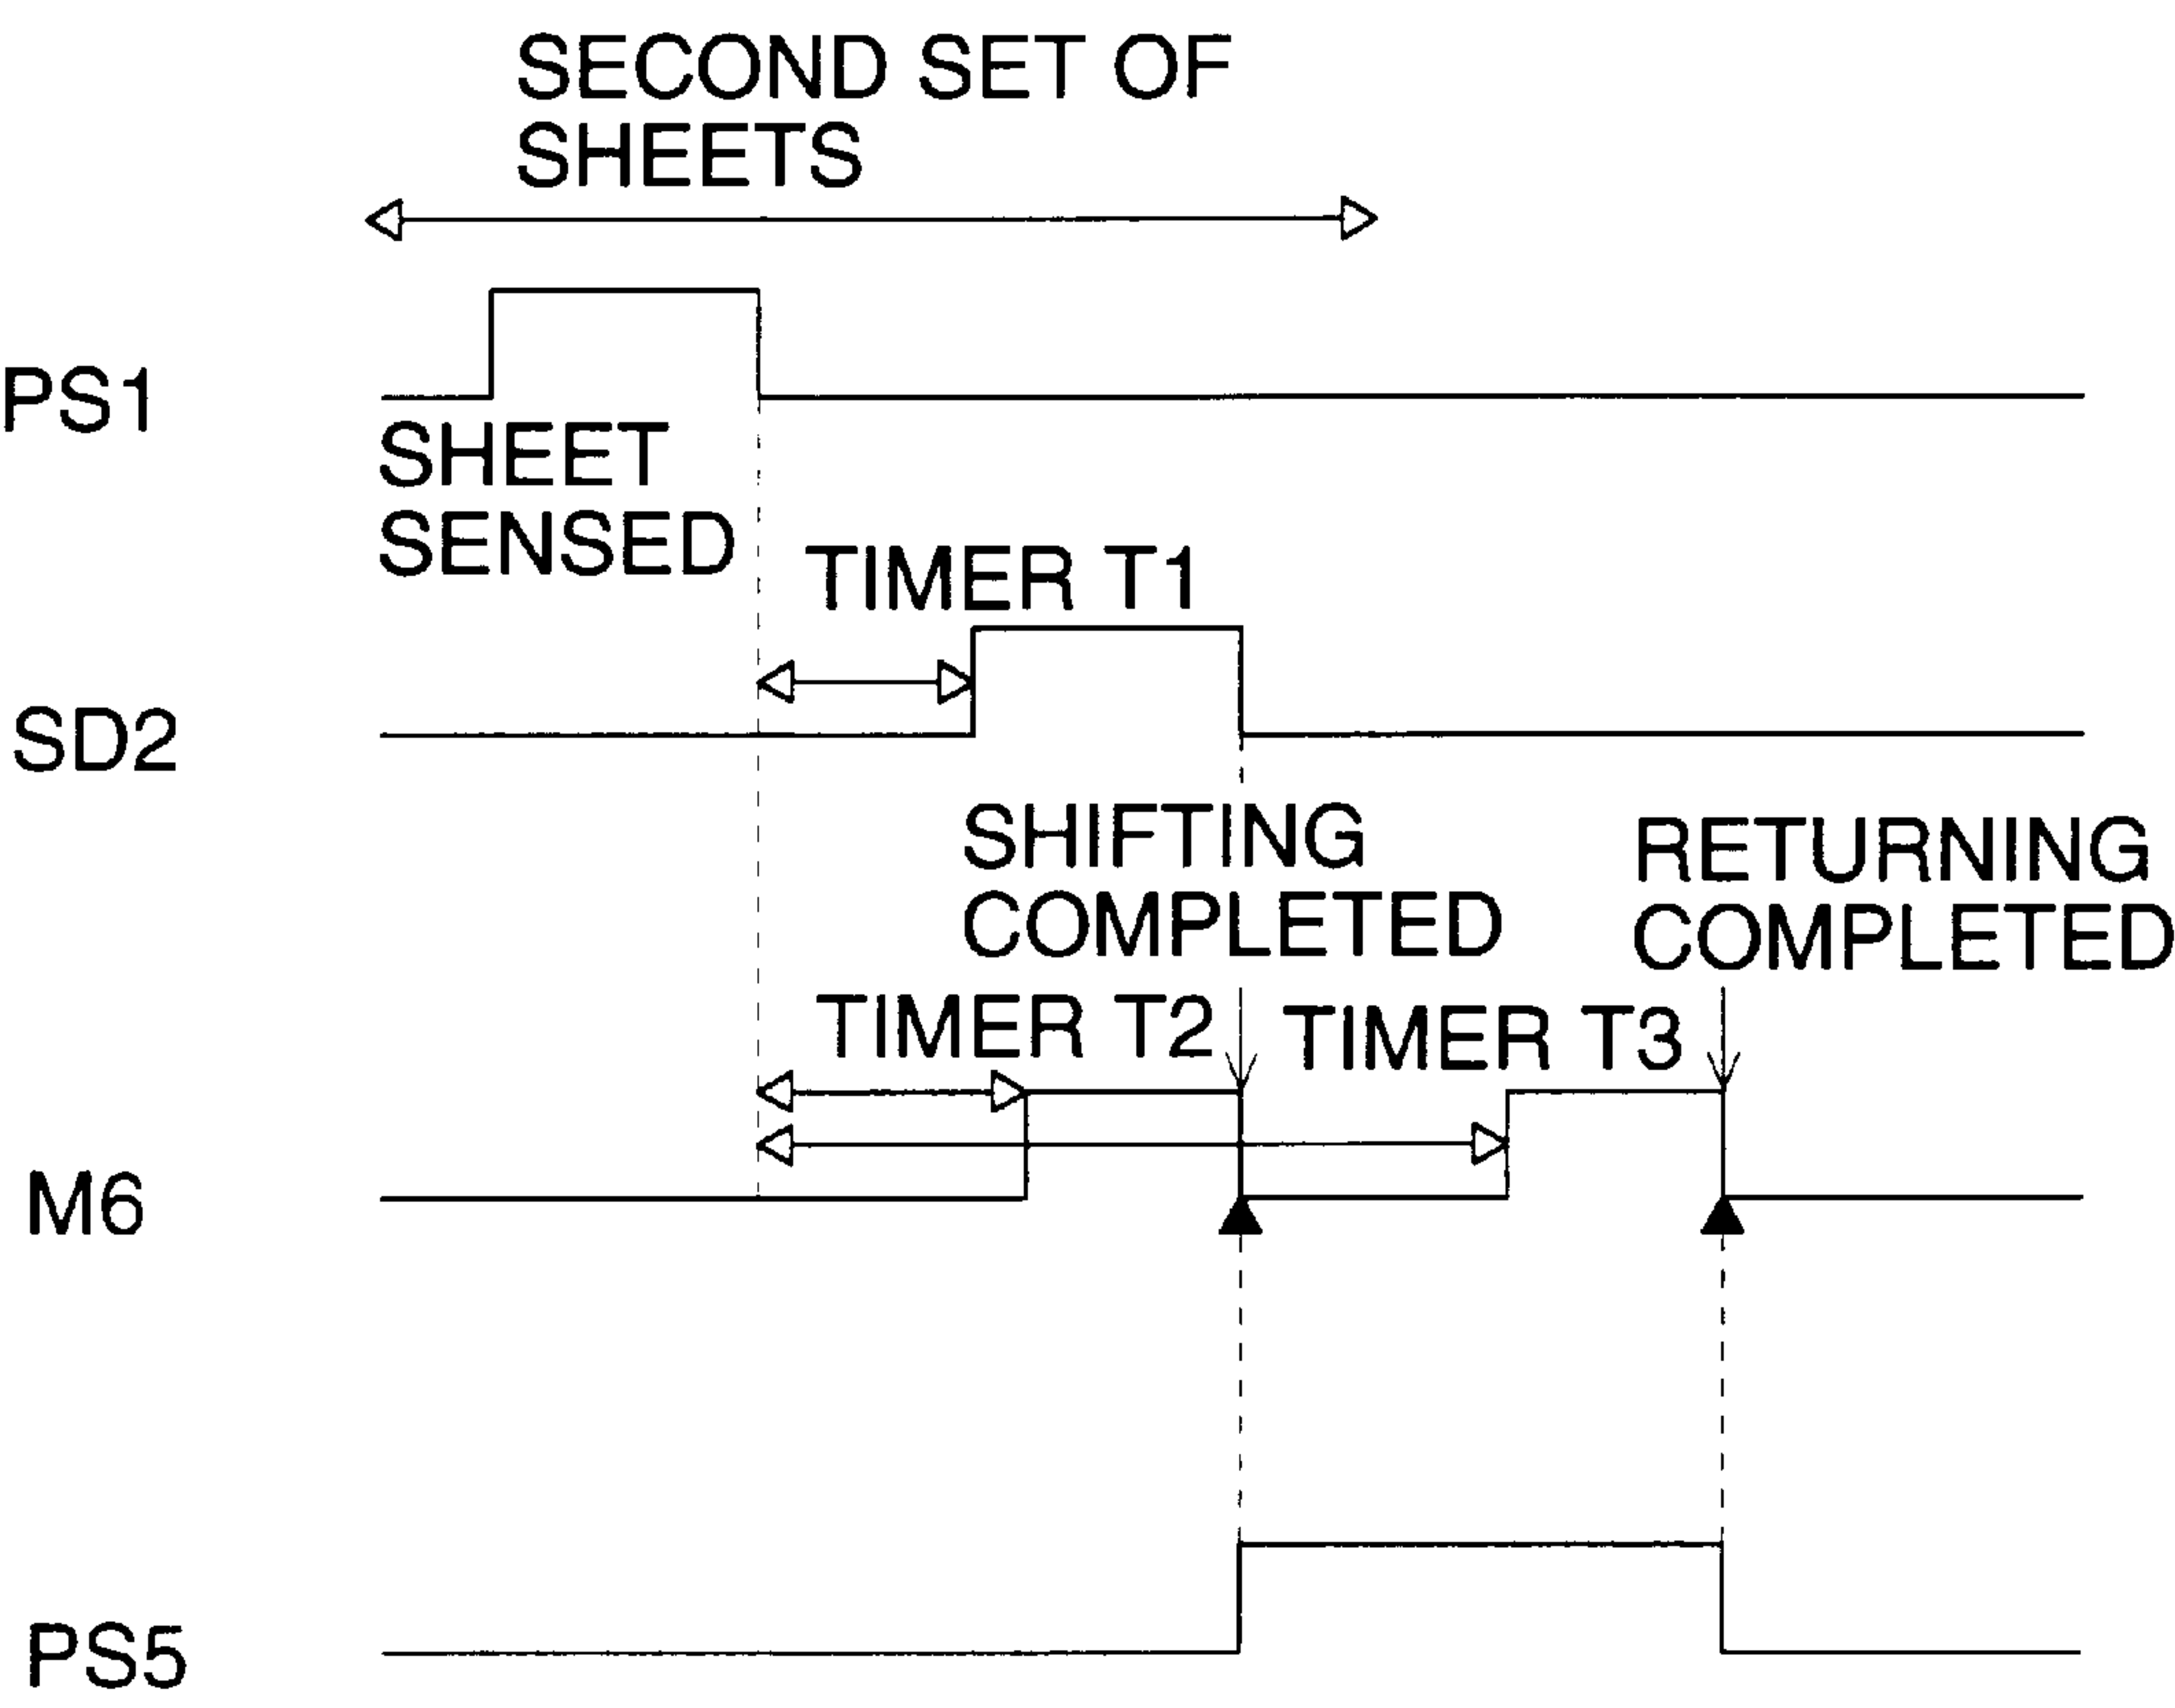 SECOND SET OF
SHEETS
PS1
SHEET
SENSED
TIMER T1
SD2
SHIFTING
COMPLETED
RETURNING
COMPLETED
TIMER T2
TIMER T3
M6
PS5